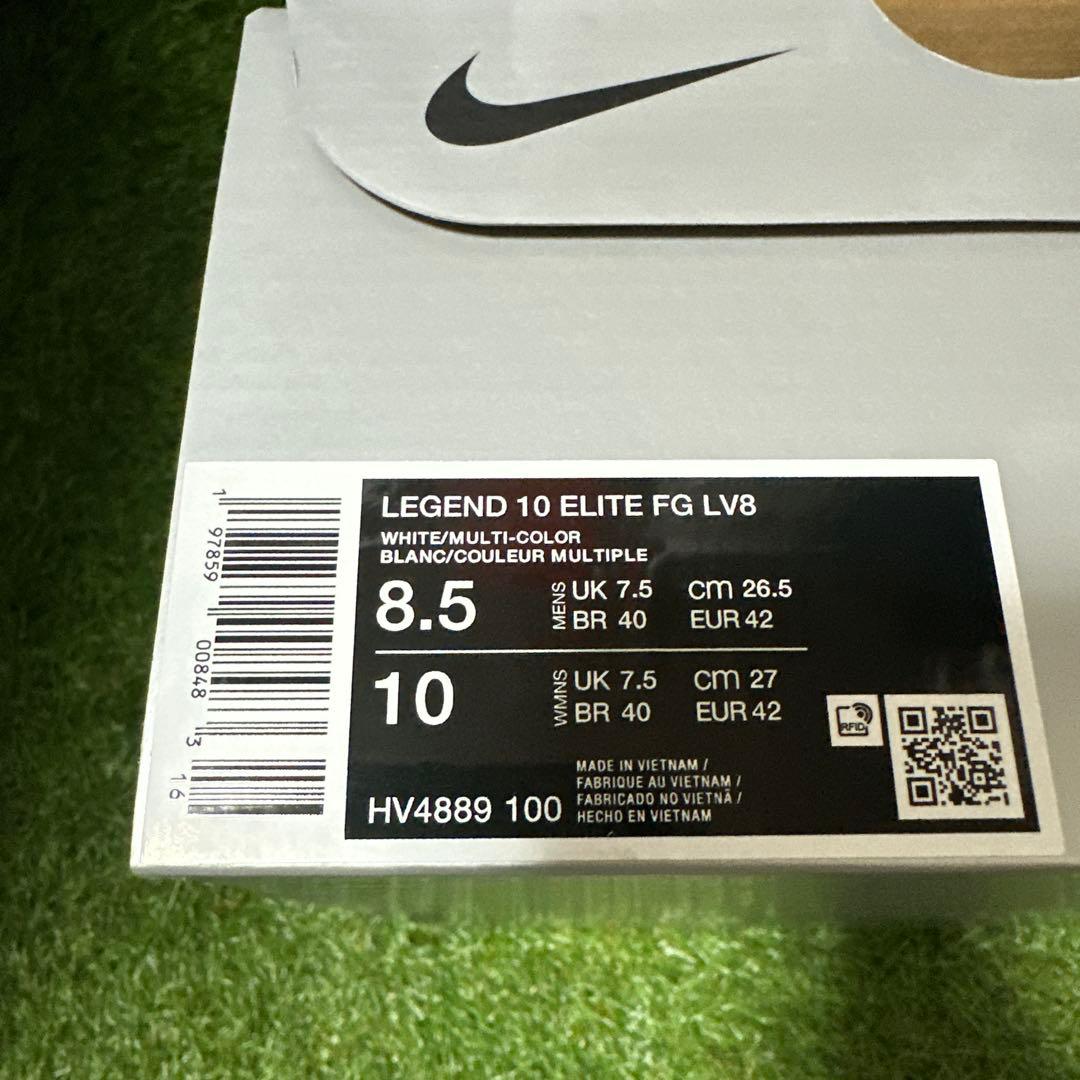 LEGEND 10 ELITE FG LV8
WHITE/MULTI-COLOR
BLANC/COULEUR MULTIPLE
8.5 MENS UK 7.5 cm 26.5
BR 40 EUR 42
10 WMNS UK 7.5 cm 27
BR 40 EUR 42
RFID
MADE IN VIETNAM /
FABRIQUE AU VIETNAM /
FABRICADO NO VIETNÃ /
HECHO EN VIETNAM
HV4889 100
1 97859 00848 3 16